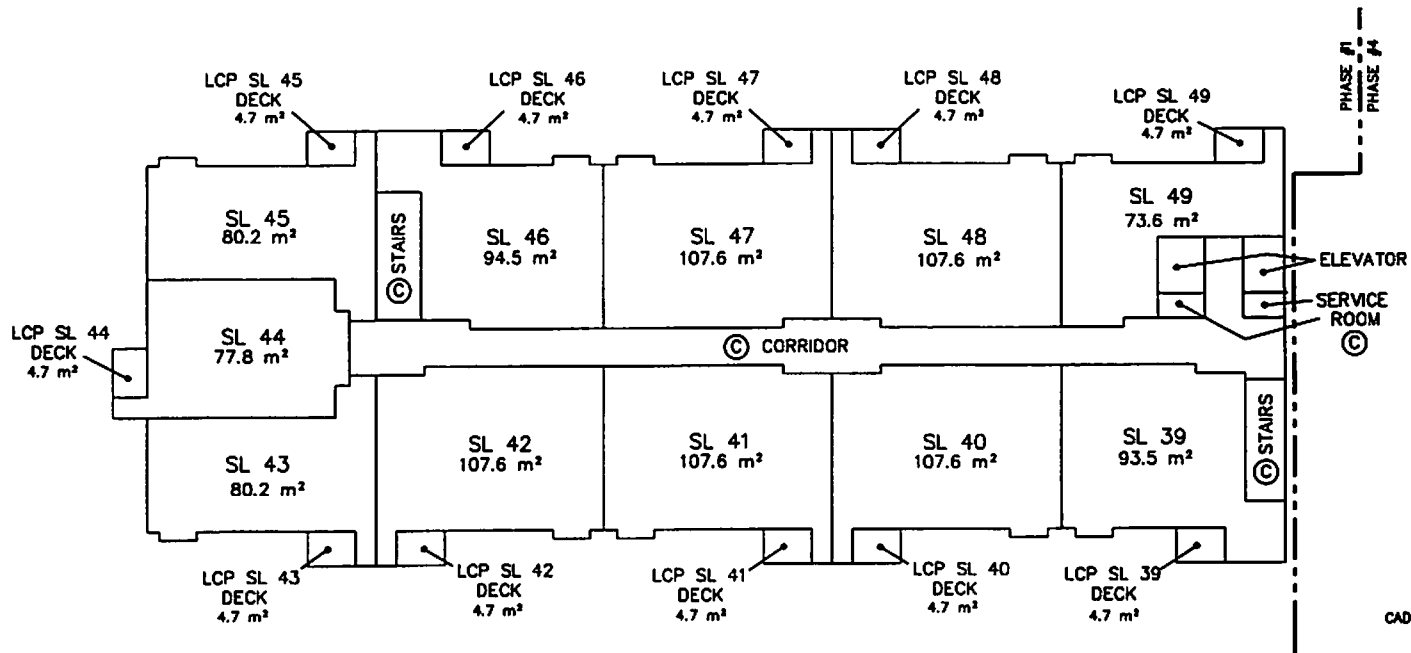 PHASE #1
PHASE #4
LCP SL 45
DECK
4.7 m²
LCP SL 46
DECK
4.7 m²
LCP SL 47
DECK
4.7 m²
LCP SL 48
DECK
4.7 m²
LCP SL 49
DECK
4.7 m²
SL 45
80.2 m²
Ⓒ STAIRS
SL 46
94.5 m²
SL 47
107.6 m²
SL 48
107.6 m²
SL 49
73.6 m²
ELEVATOR
SERVICE
ROOM
Ⓒ
LCP SL 44
DECK
4.7 m²
SL 44
77.8 m²
Ⓒ CORRIDOR
SL 43
80.2 m²
SL 42
107.6 m²
SL 41
107.6 m²
SL 40
107.6 m²
SL 39
93.5 m²
Ⓒ STAIRS
LCP SL 43
DECK
4.7 m²
LCP SL 42
DECK
4.7 m²
LCP SL 41
DECK
4.7 m²
LCP SL 40
DECK
4.7 m²
LCP SL 39
DECK
4.7 m²
CAD